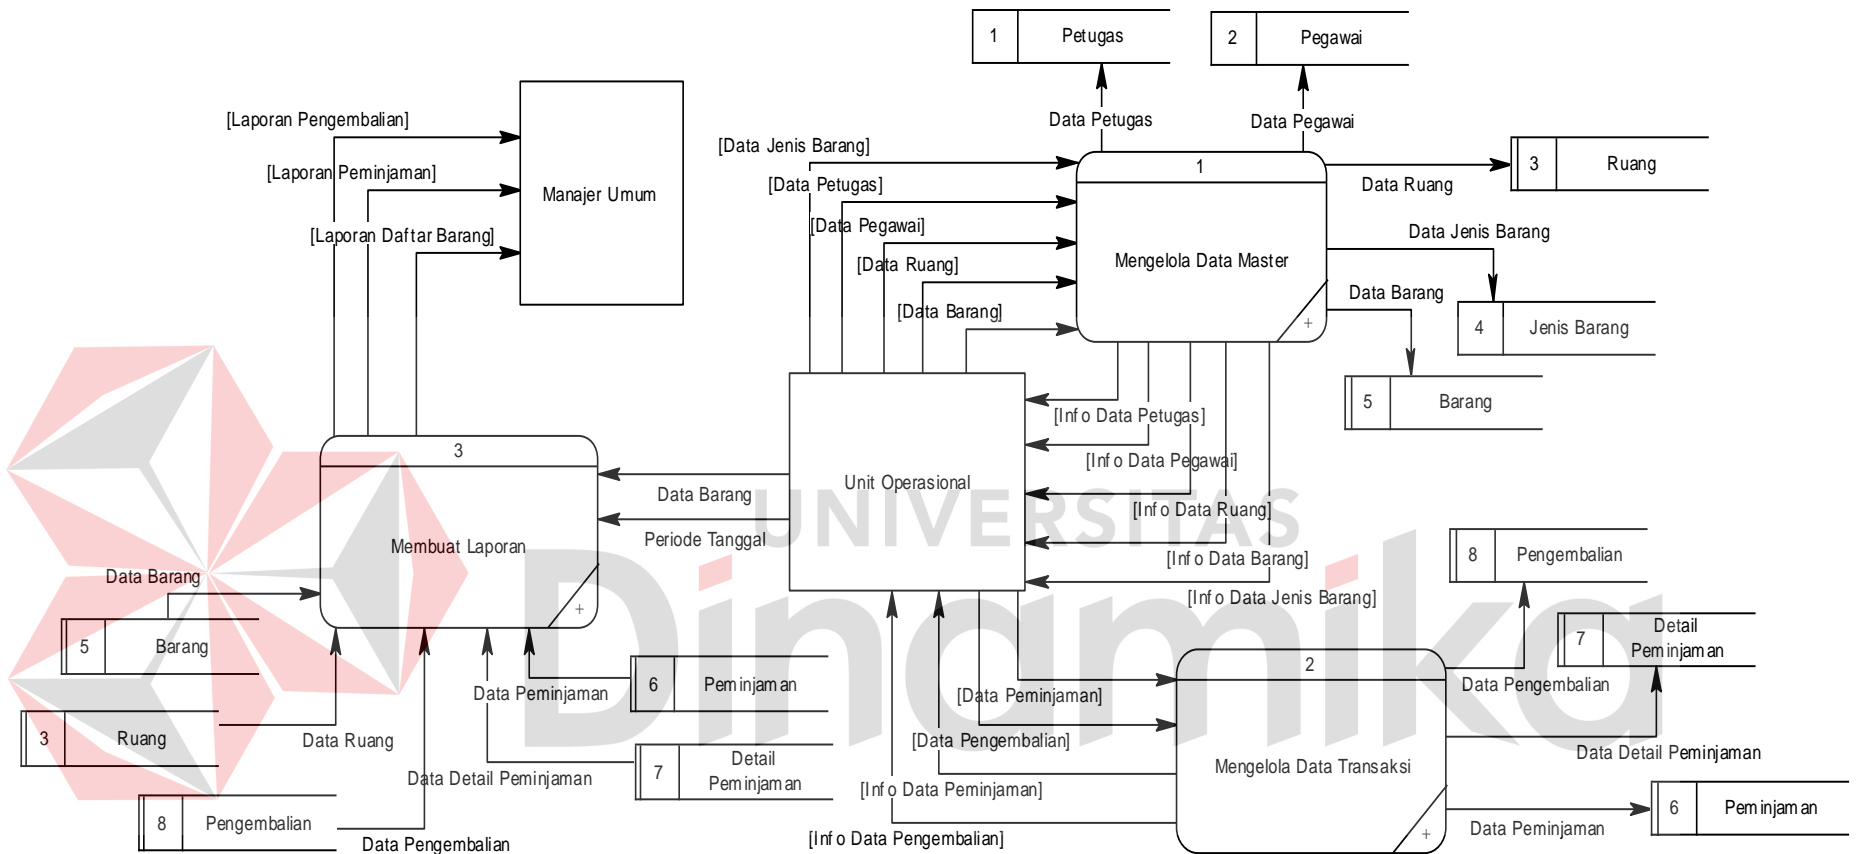 1 Petugas
2 Pegawai
[Laporan Pengembalian]
Data Petugas
Data Pegawai
[Data Jenis Barang]
1
3 Ruang
[Laporan Peminjaman]
[Data Petugas]
Data Ruang
Manajer Umum
[Data Pegawai]
[Laporan Daftar Barang]
Data Jenis Barang
[Data Ruang]
Mengelola Data Master
Data Barang
[Data Barang]
+
4 Jenis Barang
5 Barang
[Info Data Petugas]
3
[Info Data Pegawai]
Unit Operasional
Data Barang
UNIVERSITAS
[Info Data Ruang]
Periode Tanggal
Membuat Laporan
[Info Data Barang]
8 Pengembalian
Data Barang
[Info Data Jenis Barang]
+
Dinamika
5 Barang
7 Detail
Peminjaman
2
6 Peminjaman
Data Peminjaman
[Data Peminjaman]
Data Pengembalian
3 Ruang
Data Ruang
[Data Pengembalian]
Data Detail Peminjaman
7 Detail
Peminjaman
Data Detail Peminjaman
Mengelola Data Transaksi
[Info Data Peminjaman]
6 Peminjaman
8 Pengembalian
Data Peminjaman
+
[Info Data Pengembalian]
Data Pengembalian